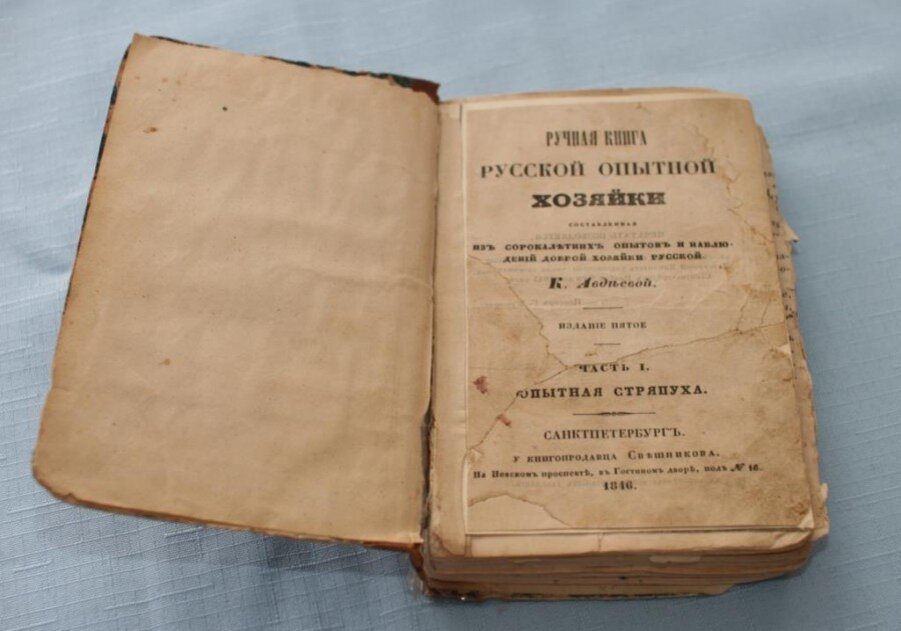 РУЧНАЯ КНИГА
РУССКОЙ ОПЫТНОЙ
ХОЗЯЙКИ
СОСТАВЛЕННАЯ
ИЗЪ СОРОКАЛѢТНИХЪ ОПЫТОВЪ И НАБЛЮ-
ДЕНІЙ ДОБРОЙ ХОЗЯЙКИ РУССКОЙ.
К. Авдѣевой.
ИЗДАНІЕ ПЯТОЕ
ЧАСТЬ I.
ОПЫТНАЯ СТРЯПУХА.
САНКТПЕТЕРБУРГЪ.
У КНИГОПРОДАВЦА СВѢШНИКОВА.
На Невскомъ проспектѣ, въ Гостиномъ дворѣ, подъ № 16.
1846.